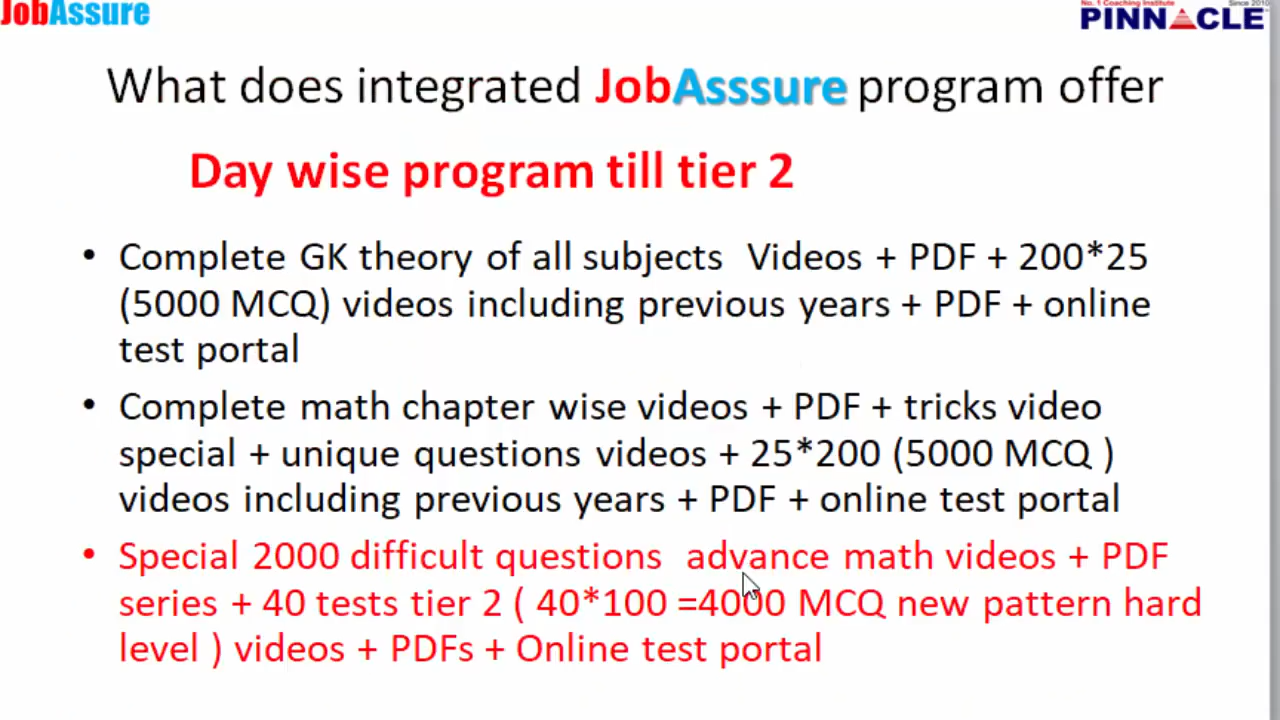 JobAssure
No. 1 Coaching Institute Since 2010
PINNACLE
What does integrated JobAsssure program offer
Day wise program till tier 2
• Complete GK theory of all subjects Videos + PDF + 200*25
(5000 MCQ) videos including previous years + PDF + online
test portal
• Complete math chapter wise videos + PDF + tricks video
special + unique questions videos + 25*200 (5000 MCQ )
videos including previous years + PDF + online test portal
• Special 2000 difficult questions advance math videos + PDF
series + 40 tests tier 2 ( 40*100 =4000 MCQ new pattern hard
level ) videos + PDFs + Online test portal